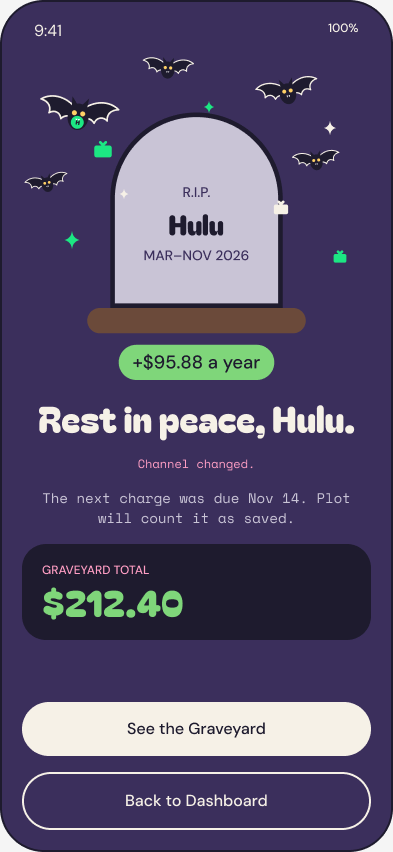 9:41
100%
H
R.I.P.
Hulu
MAR–NOV 2026
+$95.88 a year
Rest in peace, Hulu.
Channel changed.
The next charge was due Nov 14. Plot
will count it as saved.
GRAVEYARD TOTAL
$212.40
See the Graveyard
Back to Dashboard